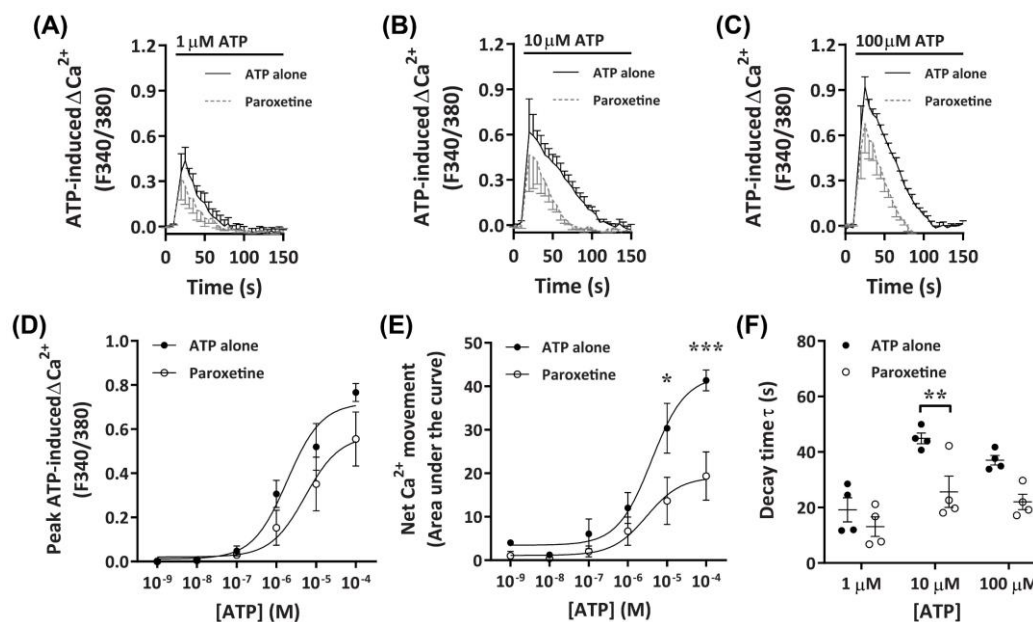 (A)
1 μM ATP
ATP alone
Paroxetine
ATP-induced ΔCa²⁺
(F340/380)
1.2
0.9
0.6
0.3
0.0
0 50 100 150
Time (s)
(B)
10 μM ATP
ATP alone
Paroxetine
ATP-induced ΔCa²⁺
(F340/380)
1.2
0.9
0.6
0.3
0.0
0 50 100 150
Time (s)
(C)
100μM ATP
ATP alone
Paroxetine
ATP-induced ΔCa²⁺
(F340/380)
1.2
0.9
0.6
0.3
0.0
0 50 100 150
Time (s)
(D)
ATP alone
Paroxetine
Peak ATP-induced ΔCa²⁺
(F340/380)
1.0
0.8
0.6
0.4
0.2
0.0
10⁻⁹ 10⁻⁸ 10⁻⁷ 10⁻⁶ 10⁻⁵ 10⁻⁴
[ATP] (M)
(E)
ATP alone
Paroxetine
***
*
Net Ca²⁺ movement
(Area under the curve)
50
40
30
20
10
0
10⁻⁹ 10⁻⁸ 10⁻⁷ 10⁻⁶ 10⁻⁵ 10⁻⁴
[ATP] (M)
(F)
ATP alone
Paroxetine
**
Decay time τ (s)
80
60
40
20
0
1 μM 10 μM 100 μM
[ATP]